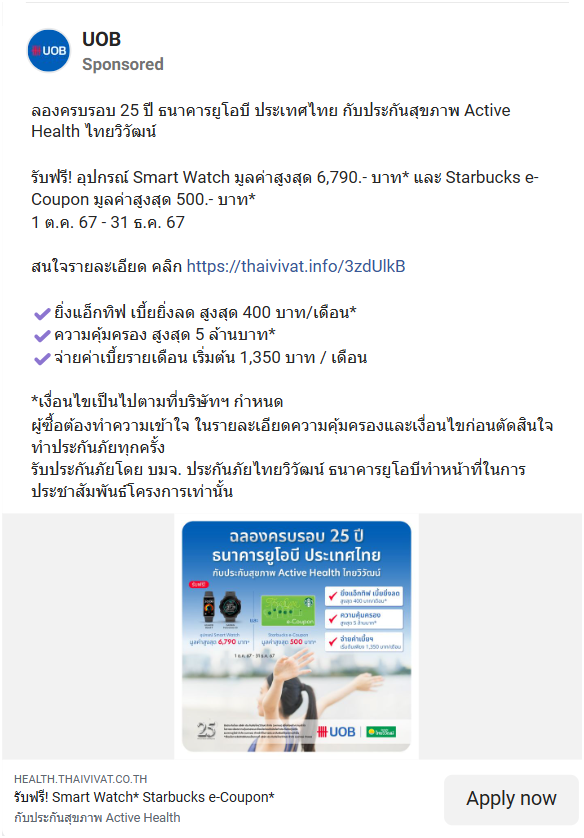 UOB
UOB
Sponsored
ลองครบรอบ 25 ปี ธนาคารยูโอบี ประเทศไทย กับประกันสุขภาพ Active
Health ไทยวิวัฒน์
รับฟรี! อุปกรณ์ Smart Watch มูลค่าสูงสุด 6,790.- บาท* และ Starbucks e-
Coupon มูลค่าสูงสุด 500.- บาท*
1 ต.ค. 67 - 31 ธ.ค. 67
สนใจรายละเอียด คลิก https://thaivivat.info/3zdUlkB
ยิ่งแอ็กทิฟ เบี้ยยิ่งลด สูงสุด 400 บาท/เดือน*
ความคุ้มครอง สูงสุด 5 ล้านบาท*
จ่ายค่าเบี้ยรายเดือน เริ่มต้น 1,350 บาท / เดือน
*เงื่อนไขเป็นไปตามที่บริษัทฯ กำหนด
ผู้ซื้อต้องทำความเข้าใจ ในรายละเอียดความคุ้มครองและเงื่อนไขก่อนตัดสินใจ
ทำประกันภัยทุกครั้ง
รับประกันภัยโดย บมจ. ประกันภัยไทยวิวัฒน์ ธนาคารยูโอบีทำหน้าที่ในการ
ประชาสัมพันธ์โครงการเท่านั้น
ฉลองครบรอบ 25 ปี
ธนาคารยูโอบี ประเทศไทย
กับประกันสุขภาพ Active Health ไทยวิวัฒน์
รับฟรี!
และ
e-Coupon
อุปกรณ์ Smart Watch
มูลค่าสูงสุด 6,790 บาท*
Starbucks e-Coupon
มูลค่าสูงสุด 500 บาท*
1 ต.ค. 67 - 31 ธ.ค. 67
ยิ่งแอ็กทิฟ เบี้ยยิ่งลด
สูงสุด 400 บาท/เดือน*
ความคุ้มครอง
สูงสุด 5 ล้านบาท*
จ่ายค่าเบี้ยฯ
เริ่มต้นเพียง 1,350 บาท/เดือน
25
UOB
HEALTH.THAIVIVAT.CO.TH
รับฟรี! Smart Watch* Starbucks e-Coupon*
กับประกันสุขภาพ Active Health
Apply now